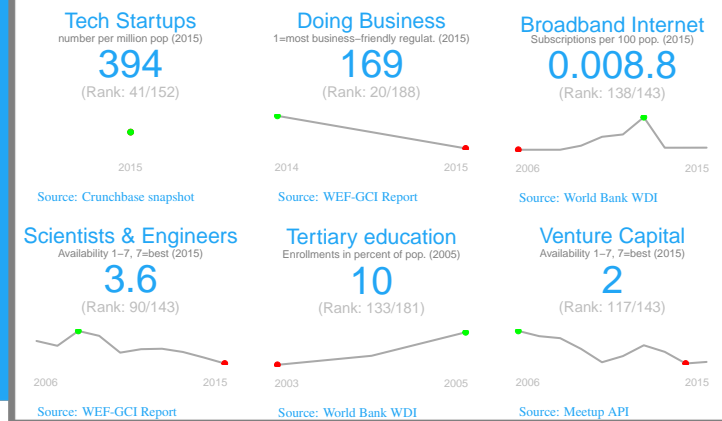 Tech Startups
number per million pop (2015)
394
(Rank: 41/152)
2015
Source: Crunchbase snapshot
Doing Business
1=most business−friendly regulat. (2015)
169
(Rank: 20/188)
2014 2015
Source: WEF-GCI Report
Broadband Internet
Subscriptions per 100 pop. (2015)
0.008.8
(Rank: 138/143)
2006 2015
Source: World Bank WDI
Scientists & Engineers
Availability 1−7, 7=best (2015)
3.6
(Rank: 90/143)
2006 2015
Source: WEF-GCI Report
Tertiary education
Enrollments in percent of pop. (2005)
10
(Rank: 133/181)
2003 2005
Source: World Bank WDI
Venture Capital
Availability 1−7, 7=best (2015)
2
(Rank: 117/143)
2006 2015
Source: Meetup API